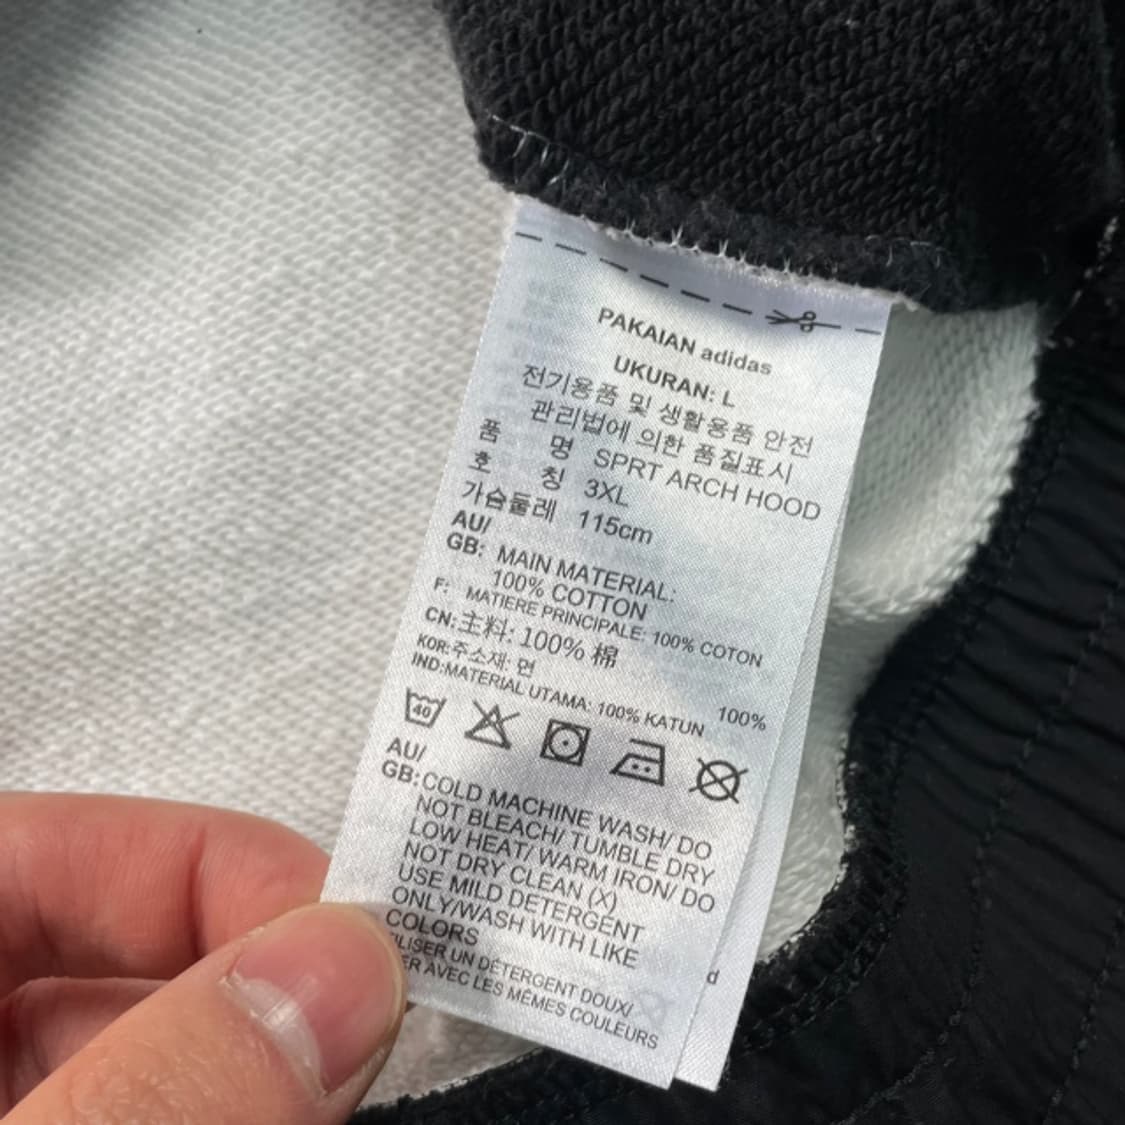 PAKAIAN adidas
UKURAN: L
전기용품 및 생활용품 안전
관리법에 의한 품질표시
품 명 SPRT ARCH HOOD
호 칭 3XL
가슴둘레 115cm
AU/
GB: MAIN MATERIAL:
100% COTTON
F: MATIERE PRINCIPALE: 100% COTON
CN:主料: 100% 棉
KOR:주소재: 면 100%
IND:MATERIAL UTAMA: 100% KATUN
40
AU/
GB:COLD MACHINE WASH/ DO
NOT BLEACH/ TUMBLE DRY
LOW HEAT/ WARM IRON/ DO
NOT DRY CLEAN (X)
USE MILD DETERGENT
ONLY/WASH WITH LIKE
COLORS
UN DÉTERGENT DOUX/
AVEC LES MÊMES COULEURS